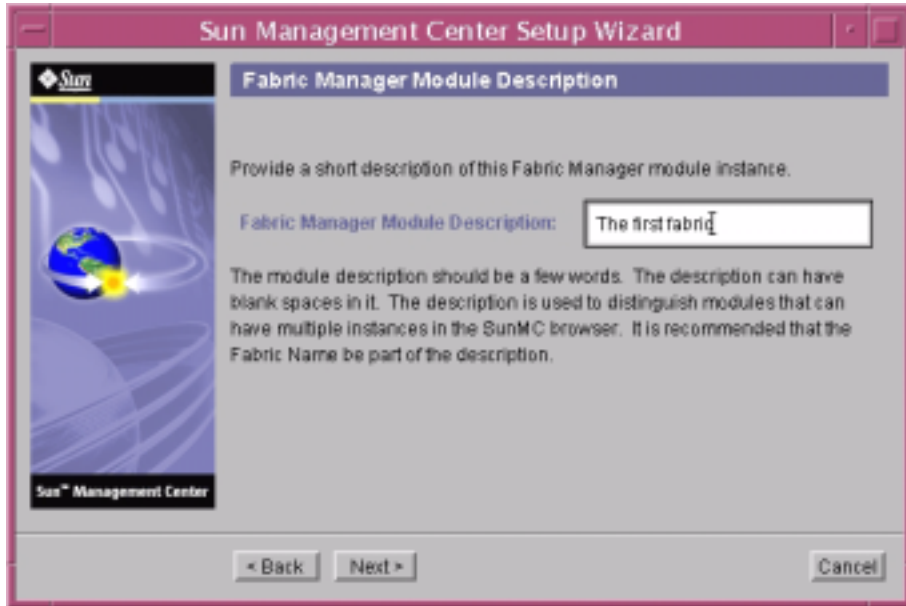 Sun Management Center Setup Wizard
Sun
Fabric Manager Module Description
Provide a short description of this Fabric Manager module instance.
Fabric Manager Module Description:
The first fabric
The module description should be a few words. The description can have
blank spaces in it. The description is used to distinguish modules that can
have multiple instances in the SunMC browser. It is recommended that the
Fabric Name be part of the description.
Sun™ Management Center
< Back
Next >
Cancel